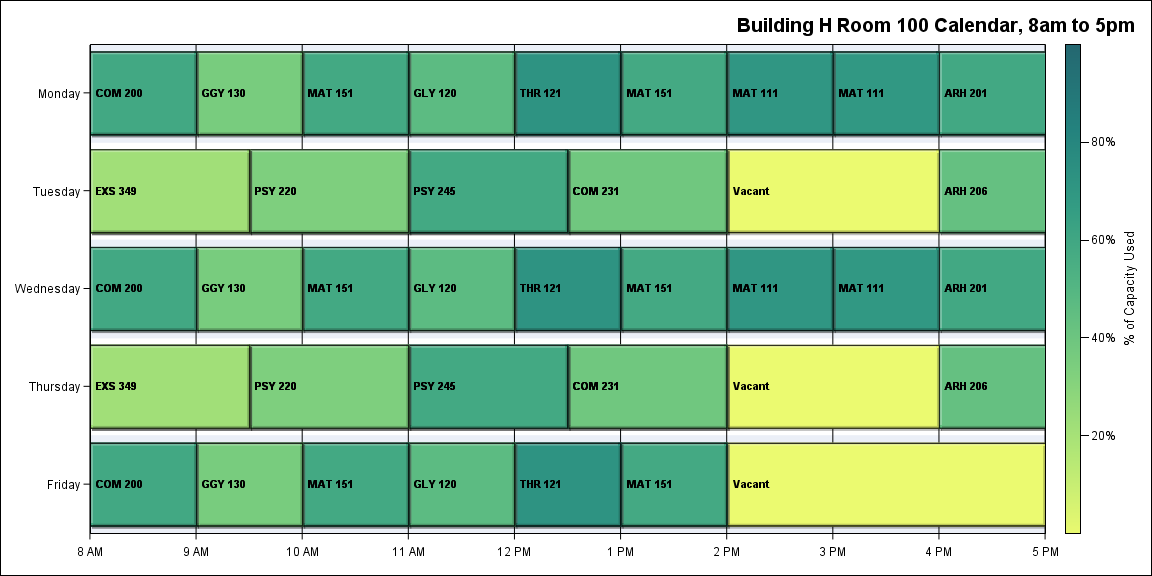 Building H Room 100 Calendar, 8am to 5pm
Monday
COM 200
GGY 130
MAT 151
GLY 120
THR 121
MAT 151
MAT 111
MAT 111
ARH 201
Tuesday
EXS 349
PSY 220
PSY 245
COM 231
Vacant
ARH 206
Wednesday
COM 200
GGY 130
MAT 151
GLY 120
THR 121
MAT 151
MAT 111
MAT 111
ARH 201
Thursday
EXS 349
PSY 220
PSY 245
COM 231
Vacant
ARH 206
Friday
COM 200
GGY 130
MAT 151
GLY 120
THR 121
MAT 151
Vacant
8 AM
9 AM
10 AM
11 AM
12 PM
1 PM
2 PM
3 PM
4 PM
5 PM
80%
60%
40%
20%
% of Capacity Used